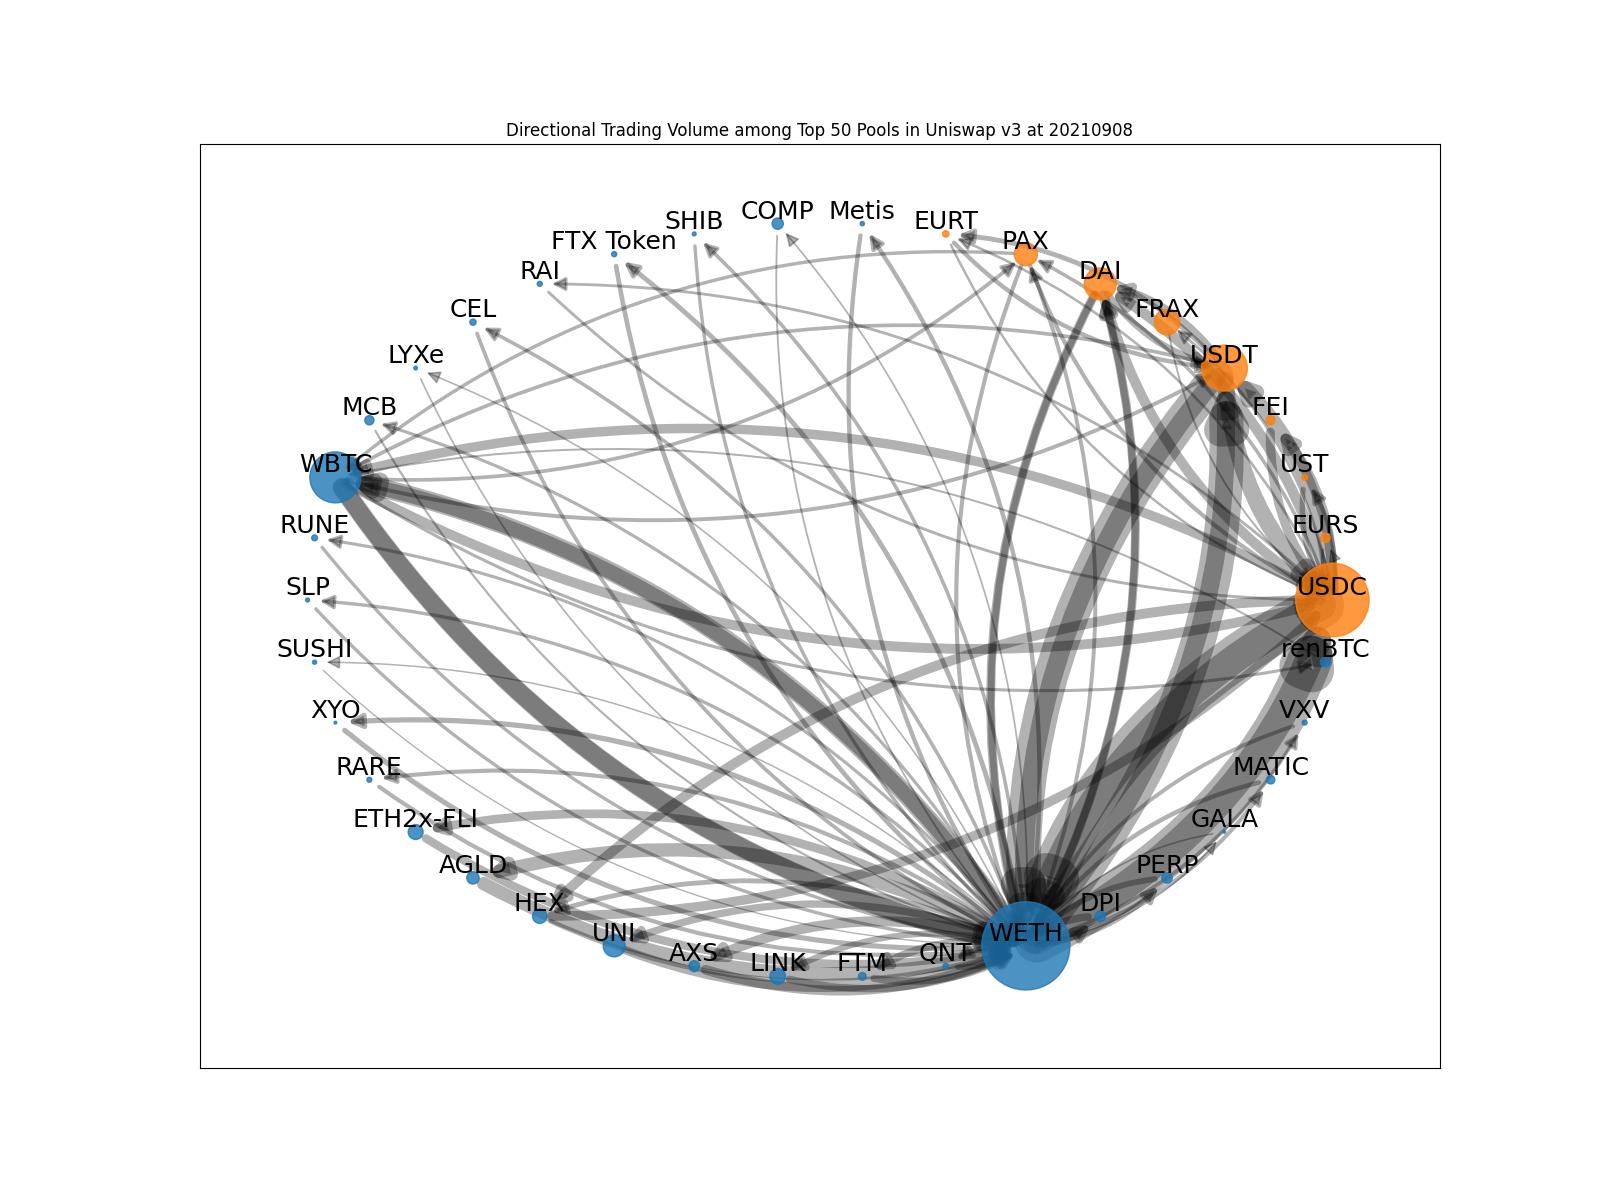 Directional Trading Volume among Top 50 Pools in Uniswap v3 at 20210908
COMP
Metis
SHIB
EURT
FTX Token
PAX
RAI
DAI
CEL
FRAX
LYXe
USDT
MCB
FEI
WBTC
UST
RUNE
EURS
SLP
USDC
SUSHI
renBTC
XYO
VXV
RARE
MATIC
ETH2x-FLI
GALA
AGLD
PERP
HEX
DPI
UNI
WETH
AXS
QNT
LINK
FTM